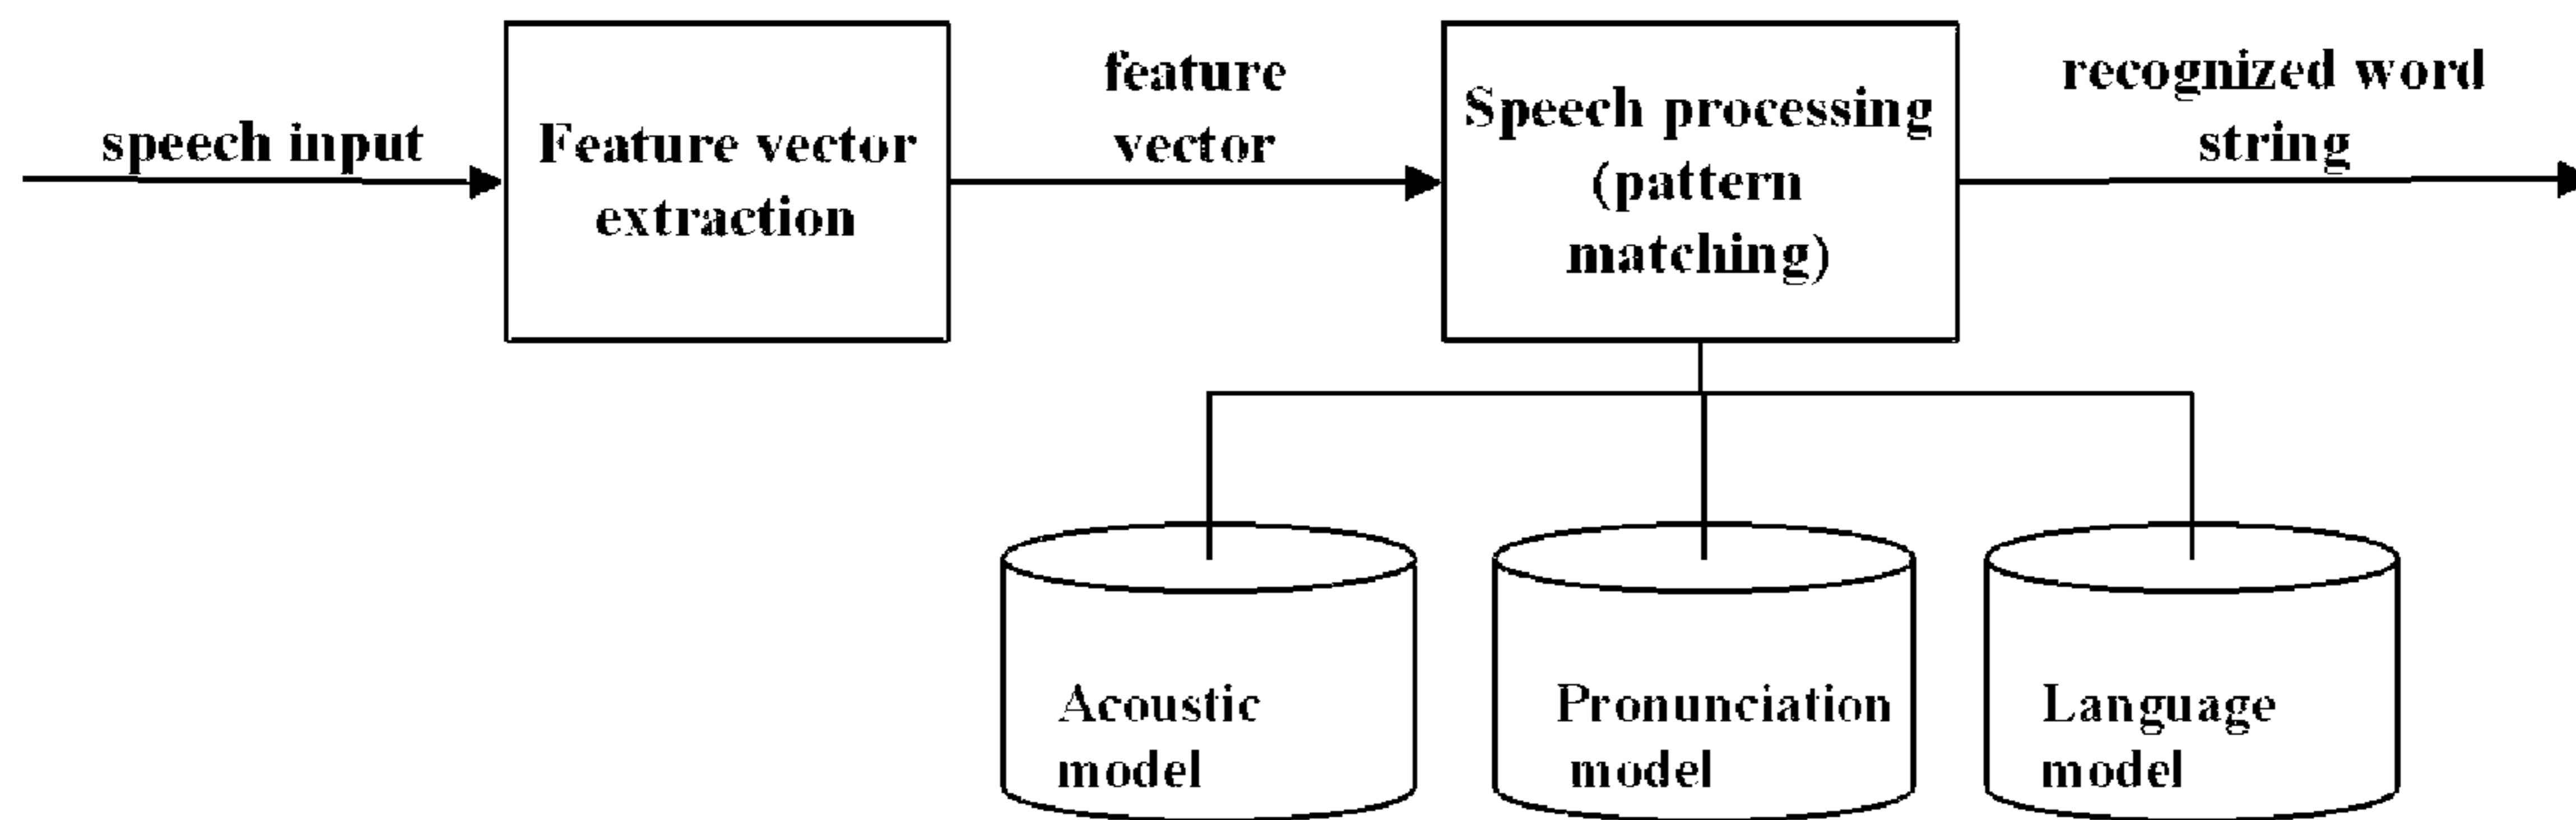 speech input
Feature vector
extraction
feature
vector
Speech processing
(pattern
matching)
recognized word
string
Acoustic
model
Pronunciation
model
Language
model